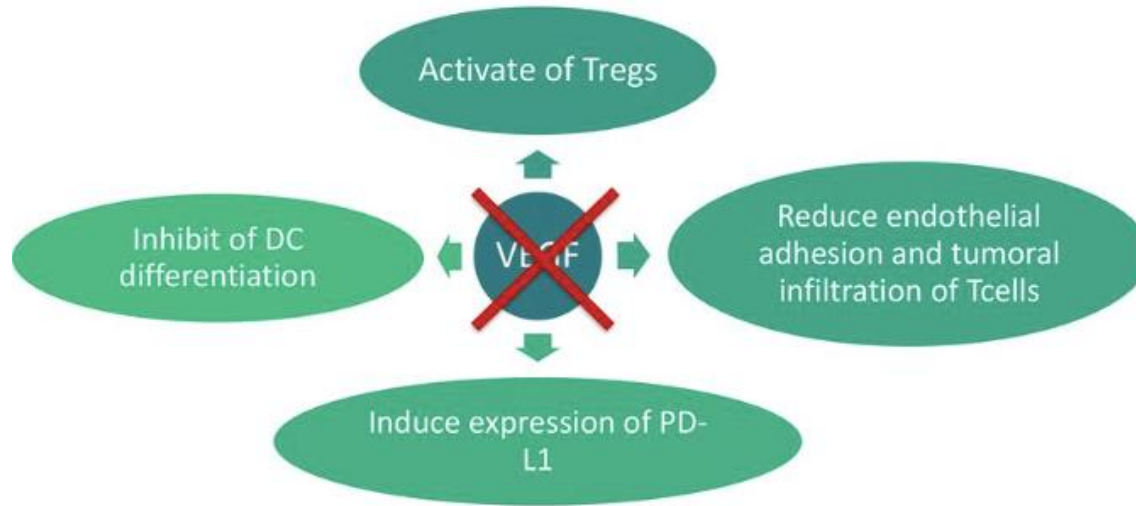 Activate of Tregs
Inhibit of DC
differentiation
VEGF
Reduce endothelial
adhesion and tumoral
infiltration of Tcells
Induce expression of PD-
L1